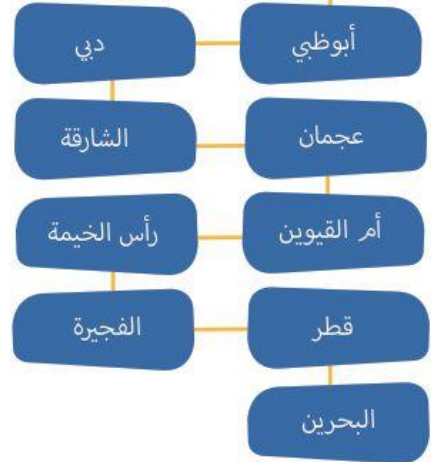 أبوظبي
دبي
الشارقة
عجمان
أم القيوين
رأس الخيمة
الفجيرة
قطر
البحرين